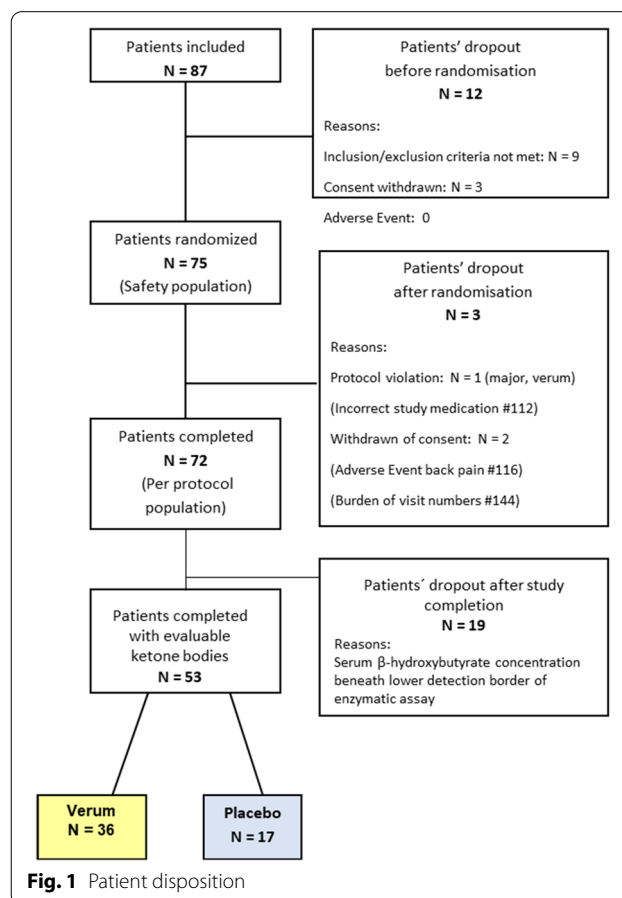 Patients included
N = 87
Patients' dropout
before randomisation
N = 12
Reasons:
Inclusion/exclusion criteria not met: N = 9
Consent withdrawn: N = 3
Adverse Event: 0
Patients randomized
N = 75
(Safety population)
Patients' dropout
after randomisation
N = 3
Reasons:
Protocol violation: N = 1 (major, verum)
(Incorrect study medication #112)
Withdrawn of consent: N = 2
(Adverse Event back pain #116)
(Burden of visit numbers #144)
Patients completed
N = 72
(Per protocol
population)
Patients´ dropout after study
completion
N = 19
Reasons:
Serum β-hydroxybutyrate concentration
beneath lower detection border of
enzymatic assay
Patients completed
with evaluable
ketone bodies
N = 53
Verum
N = 36
Placebo
N = 17
Fig. 1 Patient disposition